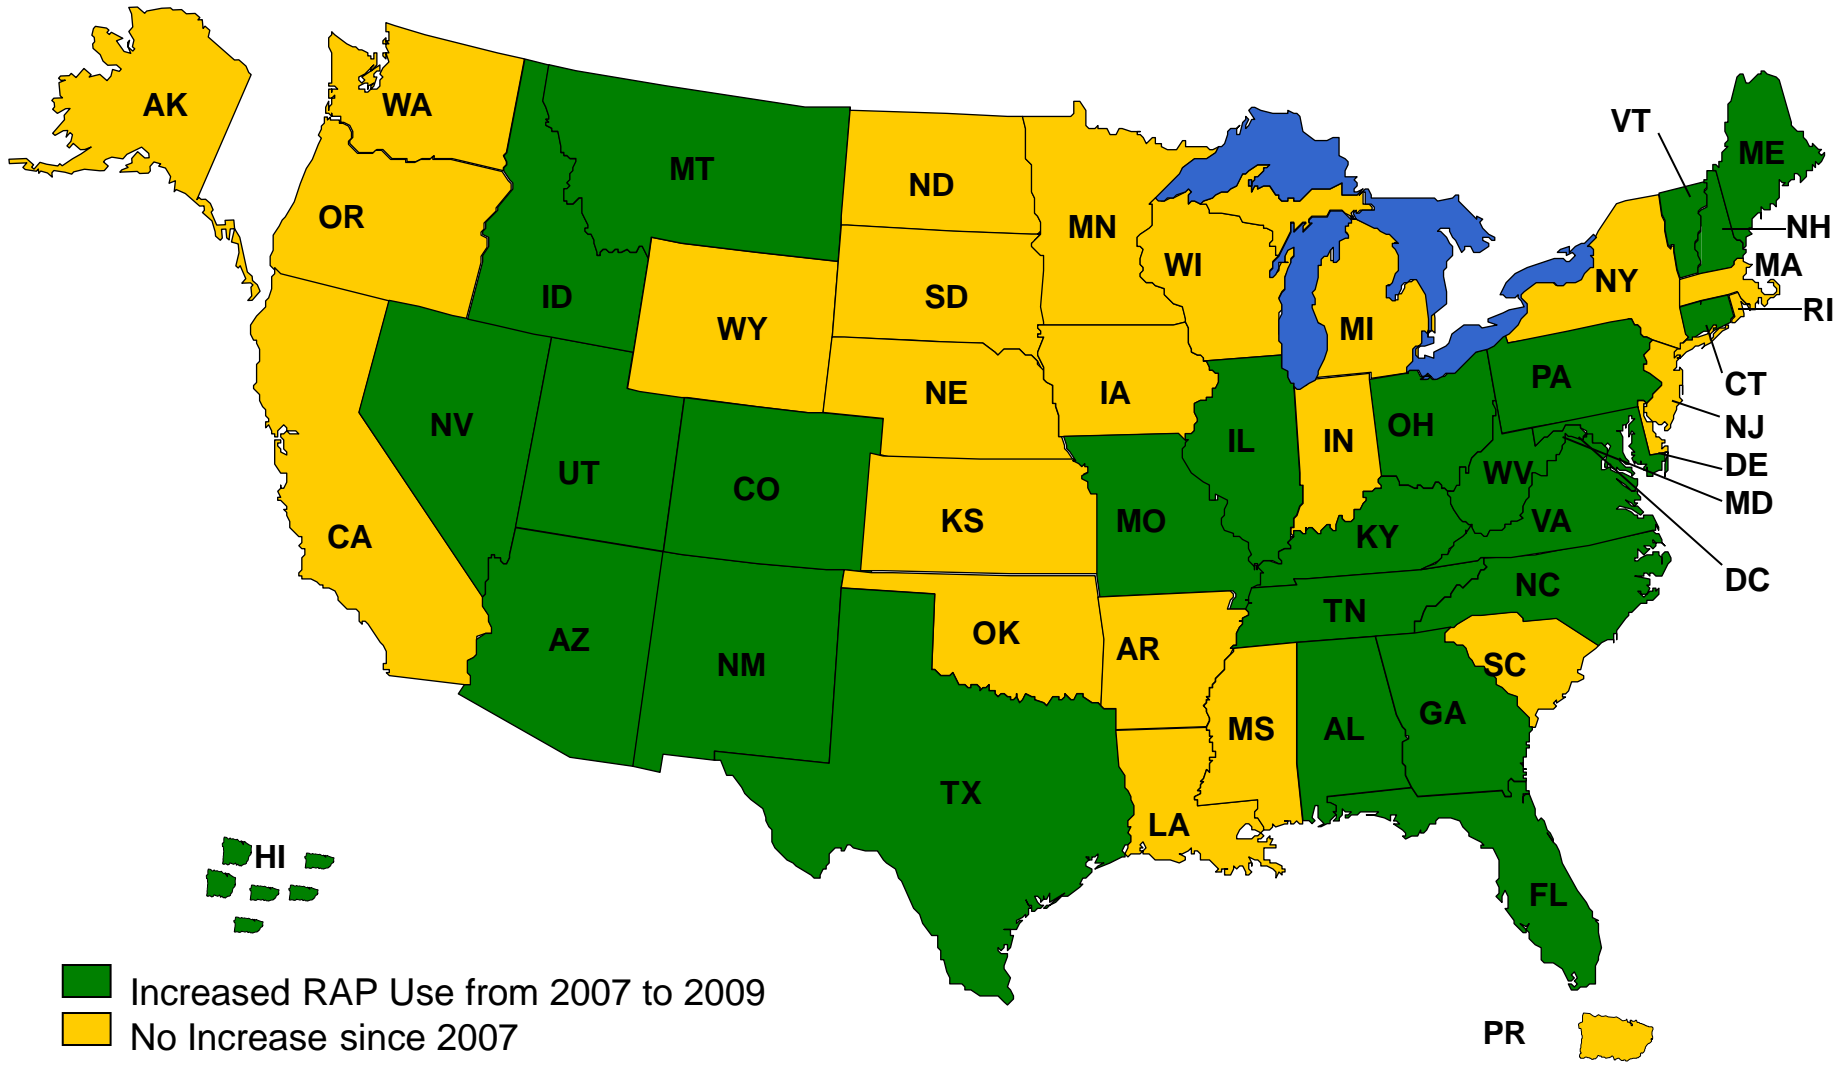 AK
WA
MT
ND
MN
VT
ME
OR
NH
ID
SD
WI
NY
MA
WY
MI
RI
NV
NE
IA
PA
CT
UT
CO
IL
IN
OH
NJ
DE
CA
KS
MO
WV
MD
KY
VA
DC
AZ
NM
OK
AR
TN
NC
SC
TX
MS
AL
GA
LA
HI
FL
Increased RAP Use from 2007 to 2009
No Increase since 2007
PR